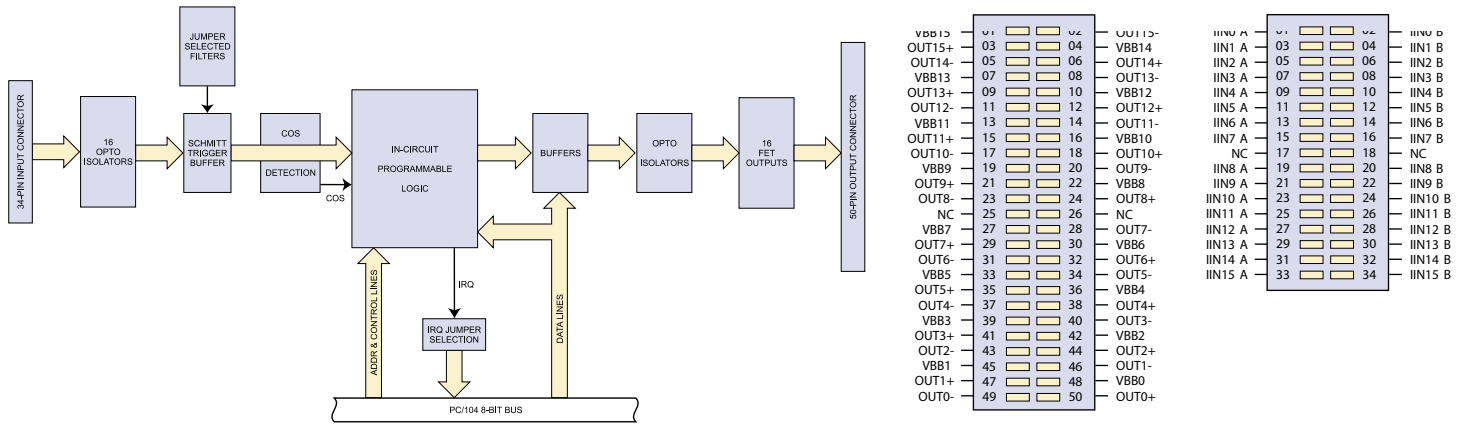 JUMPER
SELECTED
FILTERS
34-PIN INPUT CONNECTOR
16
OPTO
ISOLATORS
SCHMITT
TRIGGER
BUFFER
COS
DETECTION
COS
IN-CIRCUIT
PROGRAMMABLE
LOGIC
BUFFERS
OPTO
ISOLATORS
16
FET
OUTPUTS
50-PIN OUTPUT CONNECTOR
ADDR & CONTROL LINES
IRQ
IRQ JUMPER
SELECTION
DATA LINES
PC/104 8-BIT BUS
VBB15 01 02 OUT15-
OUT15+ 03 04 VBB14
OUT14- 05 06 OUT14+
VBB13 07 08 OUT13-
OUT13+ 09 10 VBB12
OUT12- 11 12 OUT12+
VBB11 13 14 OUT11-
OUT11+ 15 16 VBB10
OUT10- 17 18 OUT10+
VBB9 19 20 OUT9-
OUT9+ 21 22 VBB8
OUT8- 23 24 OUT8+
NC 25 26 NC
VBB7 27 28 OUT7-
OUT7+ 29 30 VBB6
OUT6- 31 32 OUT6+
VBB5 33 34 OUT5-
OUT5+ 35 36 VBB4
OUT4- 37 38 OUT4+
VBB3 39 40 OUT3-
OUT3+ 41 42 VBB2
OUT2- 43 44 OUT2+
VBB1 45 46 OUT1-
OUT1+ 47 48 VBB0
OUT0- 49 50 OUT0+
IIN0 A 01 02 IIN0 B
IIN1 A 03 04 IIN1 B
IIN2 A 05 06 IIN2 B
IIN3 A 07 08 IIN3 B
IIN4 A 09 10 IIN4 B
IIN5 A 11 12 IIN5 B
IIN6 A 13 14 IIN6 B
IIN7 A 15 16 IIN7 B
NC 17 18 NC
IIN8 A 19 20 IIN8 B
IIN9 A 21 22 IIN9 B
IIN10 A 23 24 IIN10 B
IIN11 A 25 26 IIN11 B
IIN12 A 27 28 IIN12 B
IIN13 A 29 30 IIN13 B
IIN14 A 31 32 IIN14 B
IIN15 A 33 34 IIN15 B